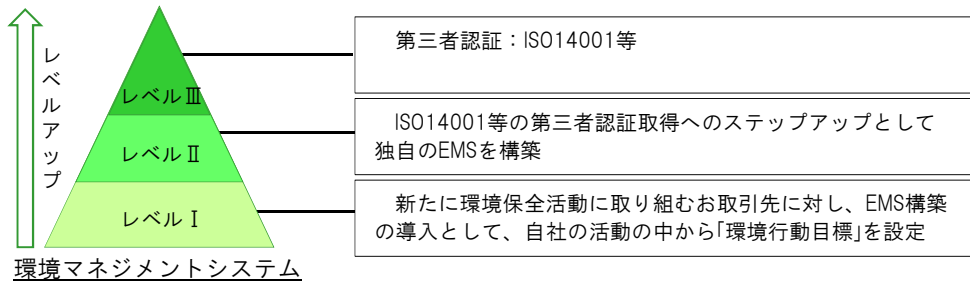 レベルアップ
レベルⅢ
レベルⅡ
レベルⅠ
環境マネジメントシステム
第三者認証：ISO14001等
ISO14001等の第三者認証取得へのステップアップとして
独自のEMSを構築
新たに環境保全活動に取り組むお取引先に対し、EMS構築
の導入として、自社の活動の中から｢環境行動目標｣を設定